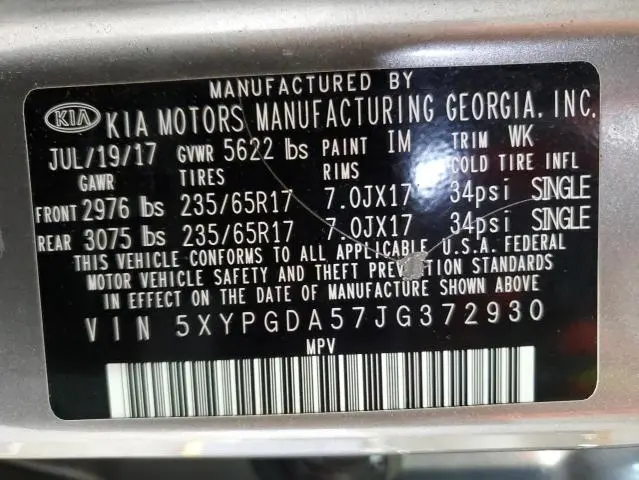 MANUFACTURED BY
KIA KIA MOTORS MANUFACTURING GEORGIA, INC.
JUL/19/17 GVWR 5622 lbs PAINT IM TRIM WK
GAWR TIRES RIMS COLD TIRE INFL
FRONT 2976 lbs 235/65R17 7.0JX17 34psi SINGLE
REAR 3075 lbs 235/65R17 7.0JX17 34psi SINGLE
THIS VEHICLE CONFORMS TO ALL APPLICABLE U.S.A. FEDERAL
MOTOR VEHICLE SAFETY AND THEFT PREVENTION STANDARDS
IN EFFECT ON THE DATE OF MANUFACTURE SHOWN ABOVE
VIN 5XYPGDA57JG372930
MPV